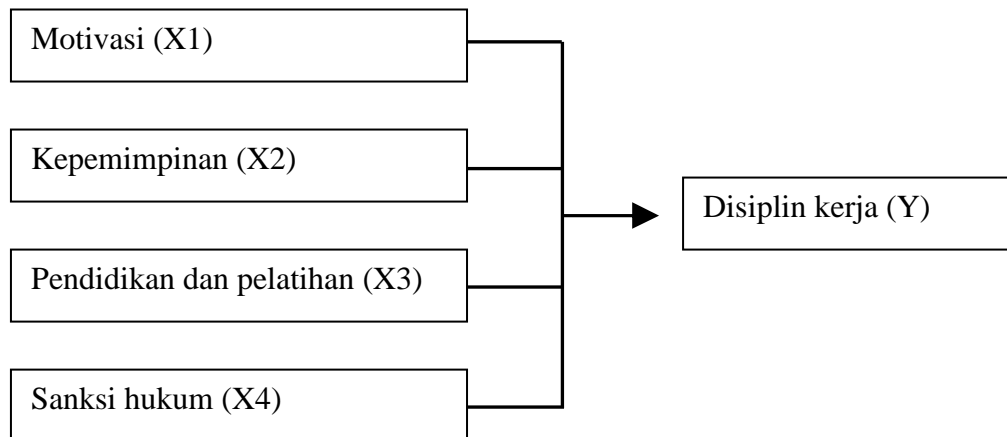 Motivasi (X1)
Kepemimpinan (X2)
Disiplin kerja (Y)
Pendidikan dan pelatihan (X3)
Sanksi hukum (X4)